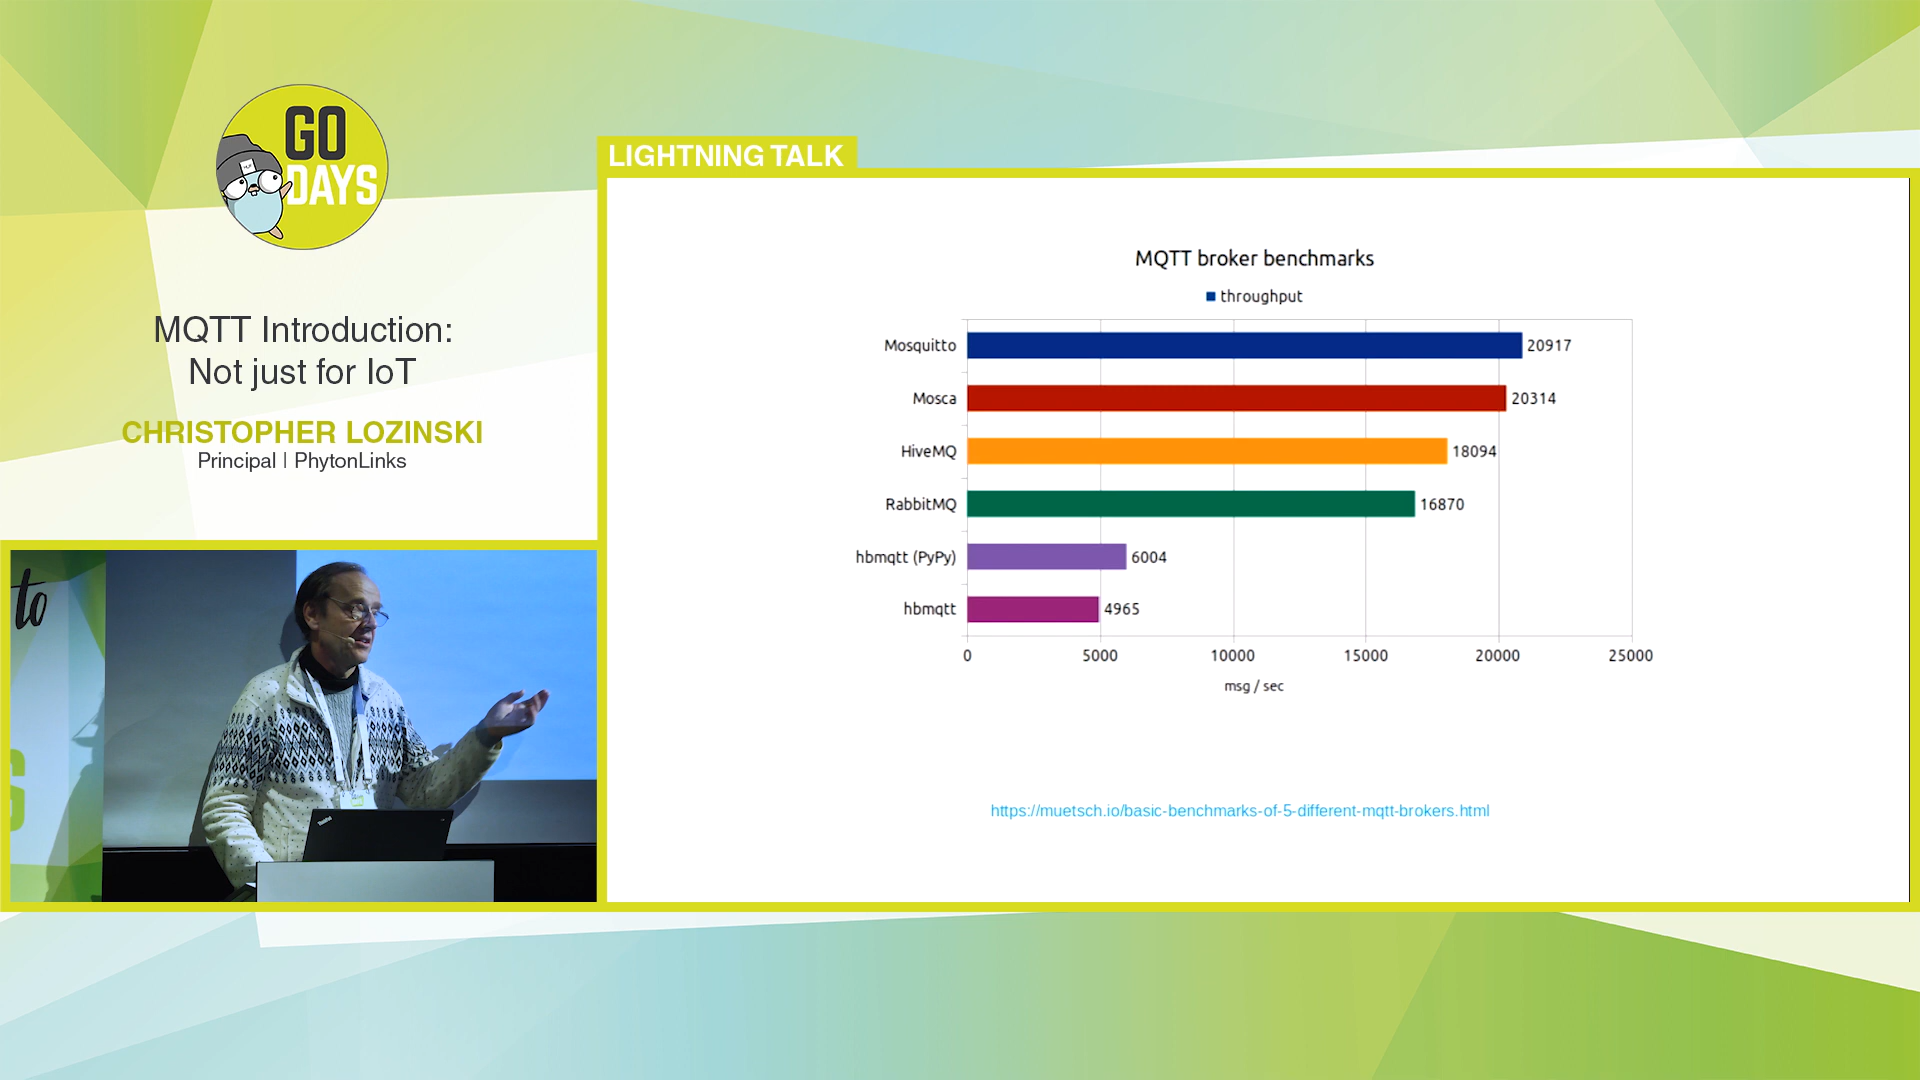 GO
DAYS
MQTT Introduction:
Not just for IoT
CHRISTOPHER LOZINSKI
Principal | PhytonLinks
to
S
ThinkPad
LIGHTNING TALK
MQTT broker benchmarks
throughput
Mosquitto 20917
Mosca 20314
HiveMQ 18094
RabbitMQ 16870
hbmqtt (PyPy) 6004
hbmqtt 4965
0 5000 10000 15000 20000 25000
msg / sec
https://muetsch.io/basic-benchmarks-of-5-different-mqtt-brokers.html